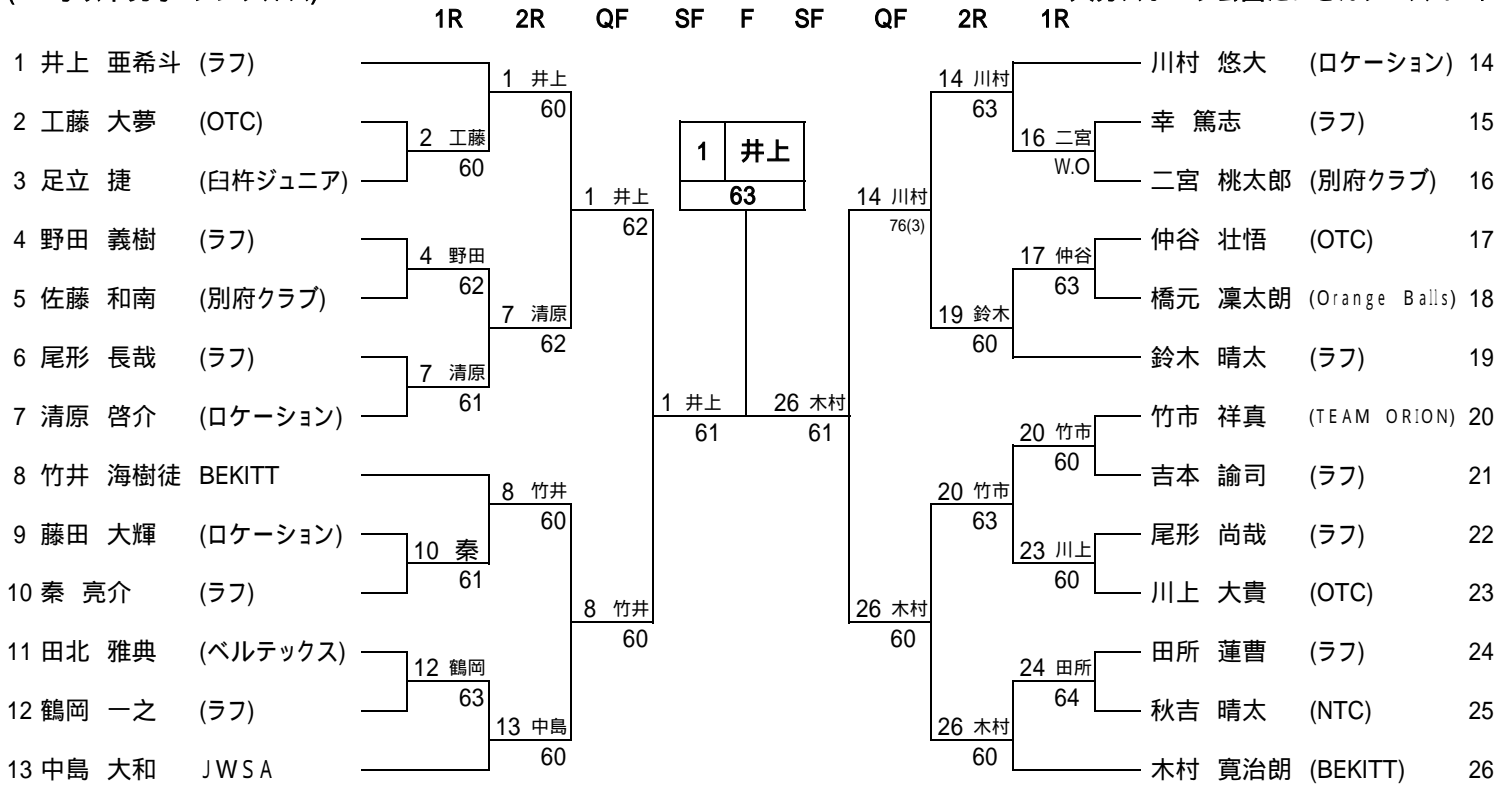 1R 2R QF SF F SF QF 2R 1R
1 井上 亜希斗 (ラフ)
2 工藤 大夢 (OTC)
3 足立 捷 (臼杵ジュニア)
4 野田 義樹 (ラフ)
5 佐藤 和南 (別府クラブ)
6 尾形 長哉 (ラフ)
7 清原 啓介 (ロケーション)
8 竹井 海樹徒 BEKITT
9 藤田 大輝 (ロケーション)
10 秦 亮介 (ラフ)
11 田北 雅典 (ベルテックス)
12 鶴岡 一之 (ラフ)
13 中島 大和 JWSA
2 工藤
60
4 野田
62
7 清原
61
10 秦
61
12 鶴岡
63
1 井上
60
7 清原
62
8 竹井
60
13 中島
60
1 井上
62
8 竹井
60
1 井上
61
1 井上
63
26 木村
61
14 川村
76(3)
26 木村
60
14 川村
63
19 鈴木
60
20 竹市
63
26 木村
60
16 二宮
W.O
17 仲谷
63
20 竹市
60
23 川上
60
24 田所
64
川村 悠大 (ロケーション) 14
幸 篤志 (ラフ) 15
二宮 桃太郎 (別府クラブ) 16
仲谷 壮悟 (OTC) 17
橋元 凜太朗 (Orange Balls) 18
鈴木 晴太 (ラフ) 19
竹市 祥真 (TEAM ORION) 20
吉本 諭司 (ラフ) 21
尾形 尚哉 (ラフ) 22
川上 大貴 (OTC) 23
田所 蓮曹 (ラフ) 24
秋吉 晴太 (NTC) 25
木村 寛治朗 (BEKITT) 26